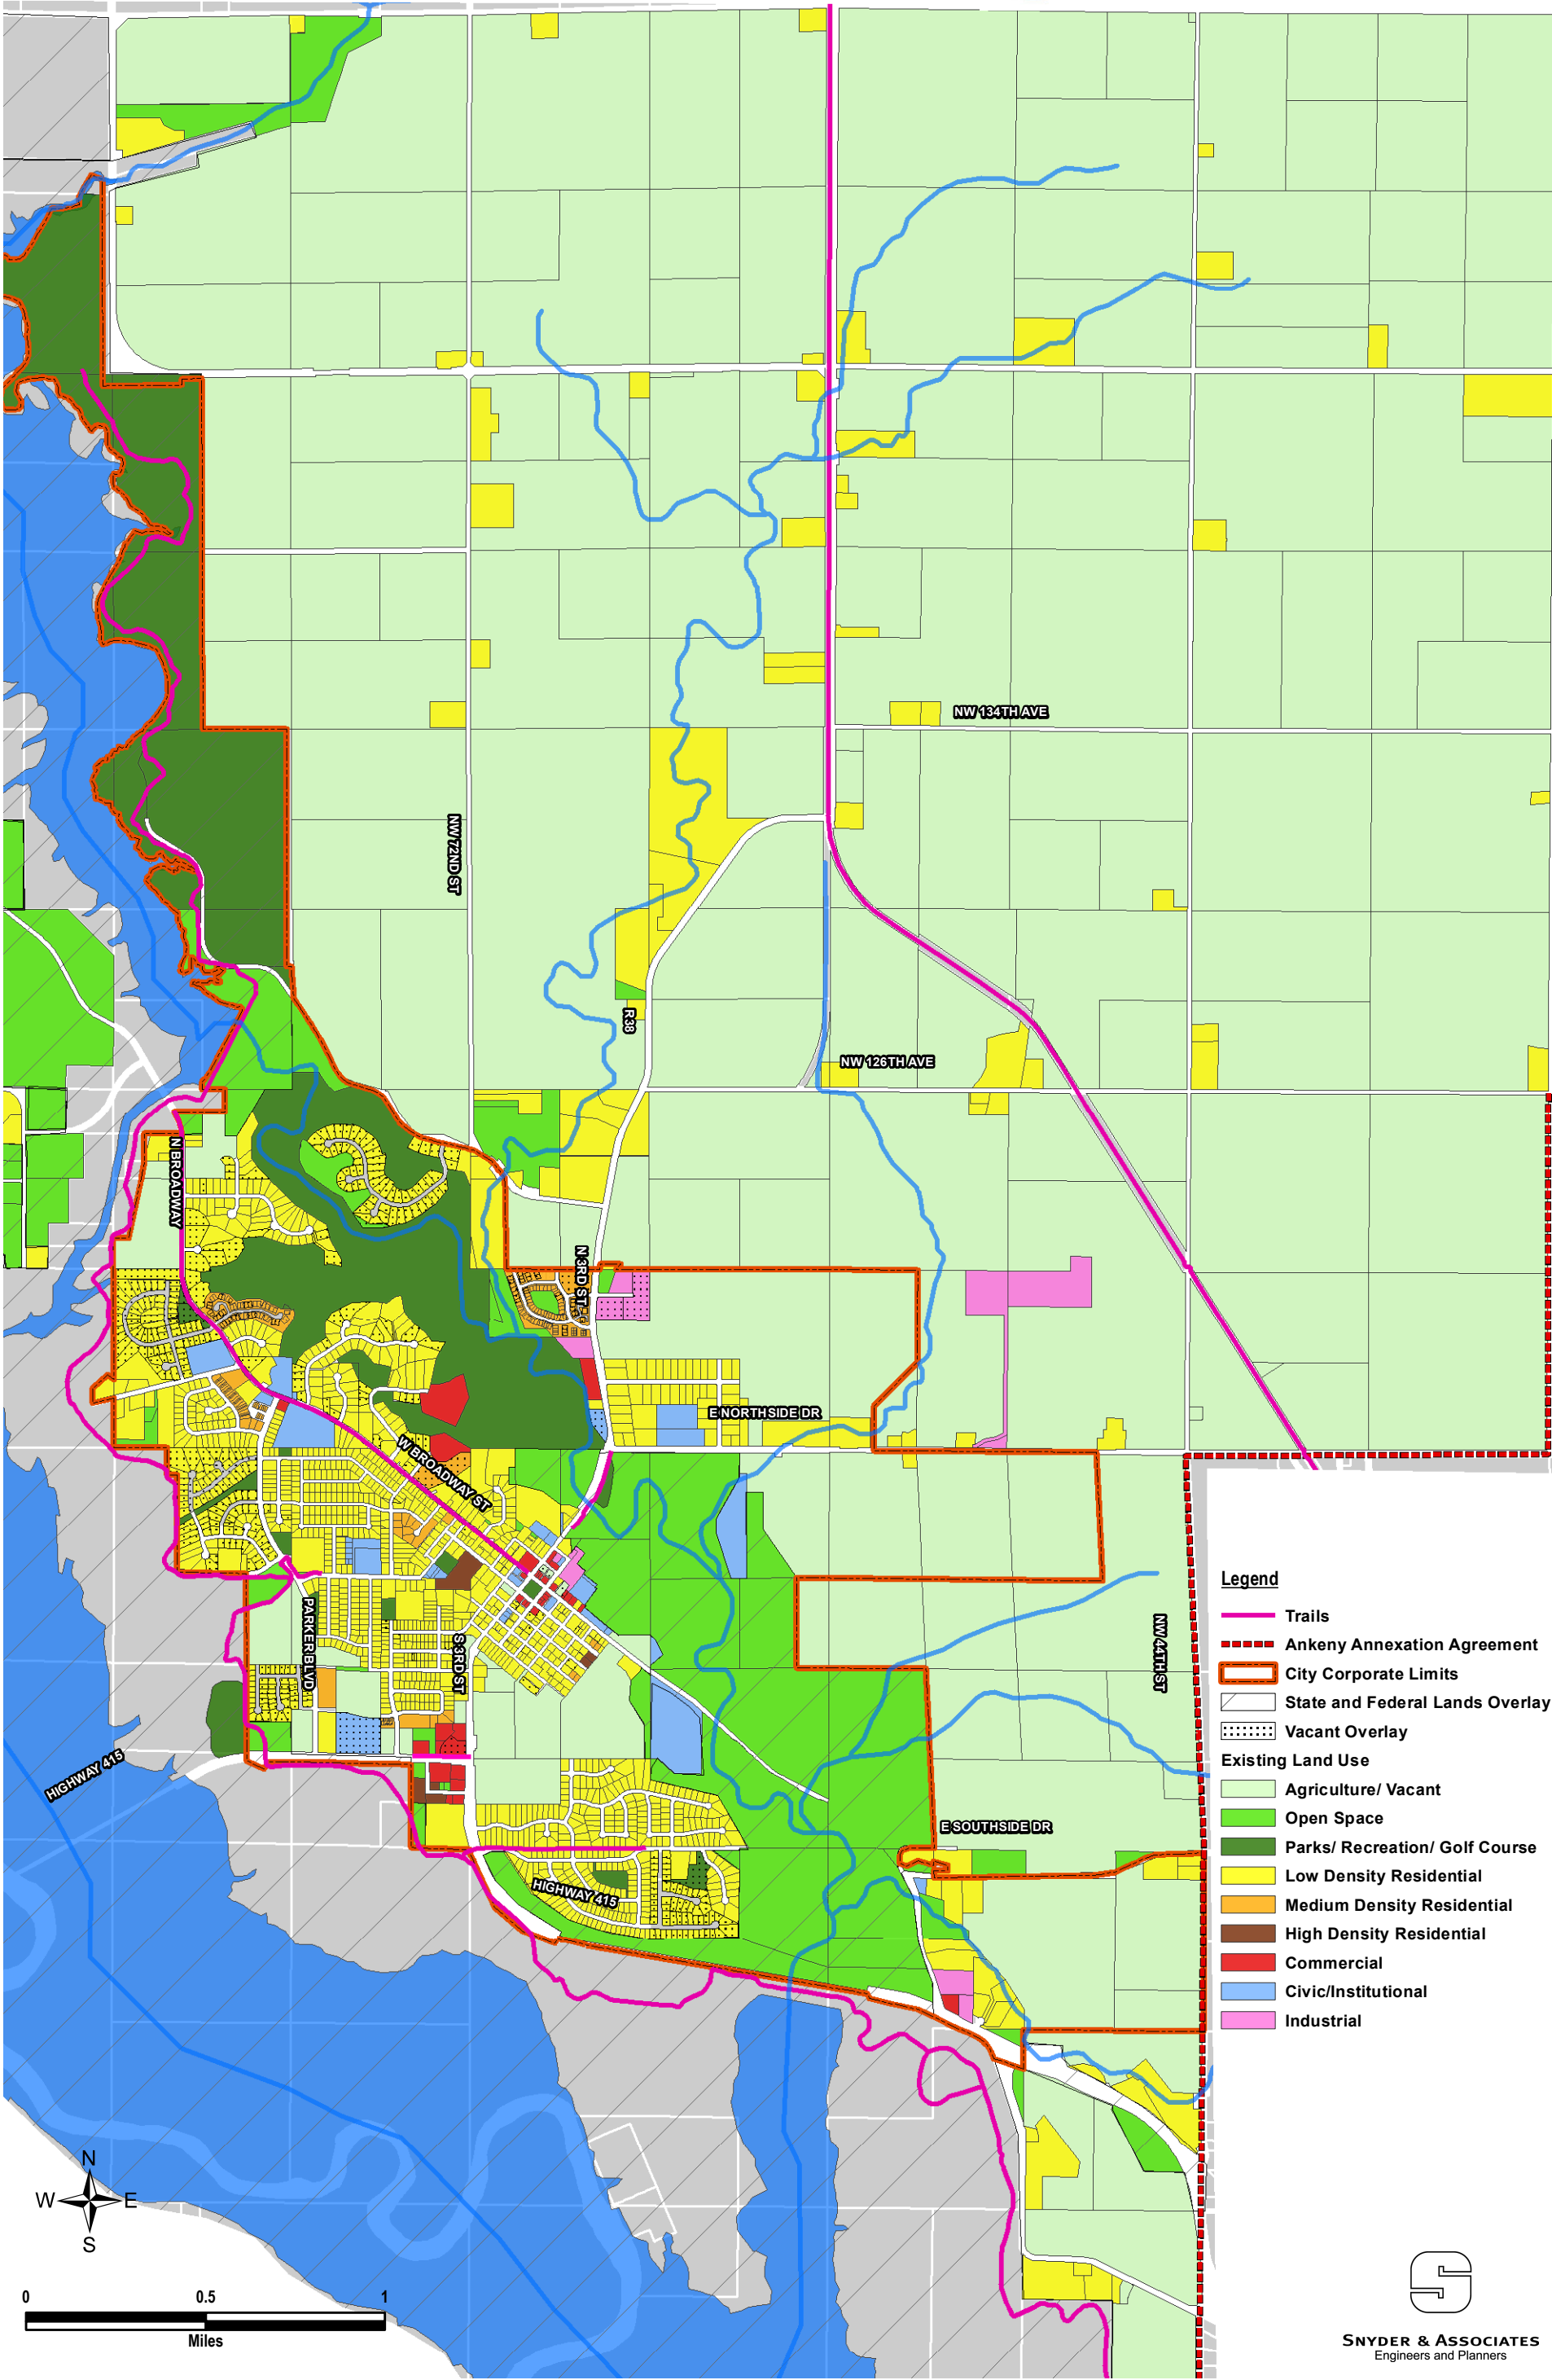 NW 134TH AVE
NW 72ND ST
R38
NW 126TH AVE
N BROADWAY
N 3RD ST
E NORTHSIDE DR
W BROADWAY ST
PARKER BLVD
S 3RD ST
NW 44TH ST
HIGHWAY 415
E SOUTHSIDE DR
HIGHWAY 415
Legend
Trails
Ankeny Annexation Agreement
City Corporate Limits
State and Federal Lands Overlay
Vacant Overlay
Existing Land Use
Agriculture/ Vacant
Open Space
Parks/ Recreation/ Golf Course
Low Density Residential
Medium Density Residential
High Density Residential
Commercial
Civic/Institutional
Industrial
N
W E
S
0 0.5 1
Miles
SNYDER & ASSOCIATES
Engineers and Planners